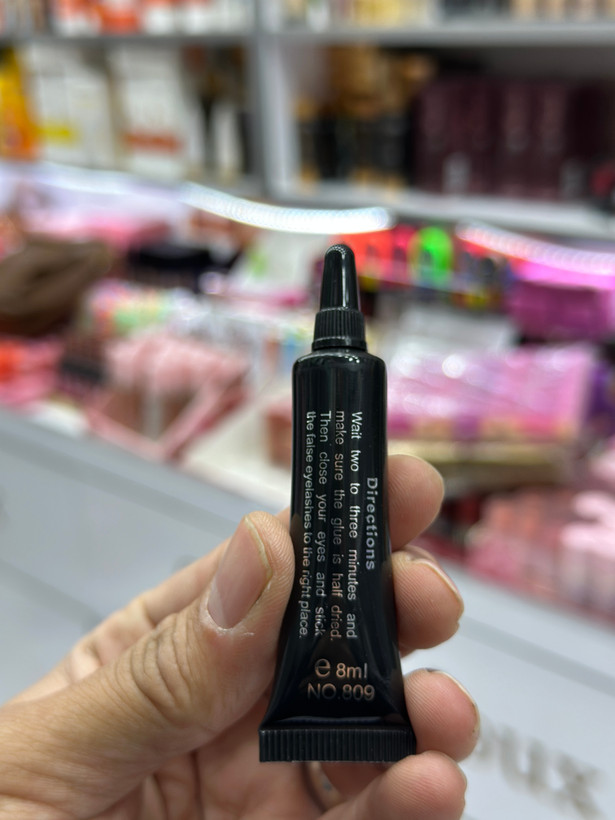 Directions
Wait two to three minutes and
make sure the glue is half dried.
Then close your eyes and stick
the false eyelashes to the right place.
e 8ml
NO.809